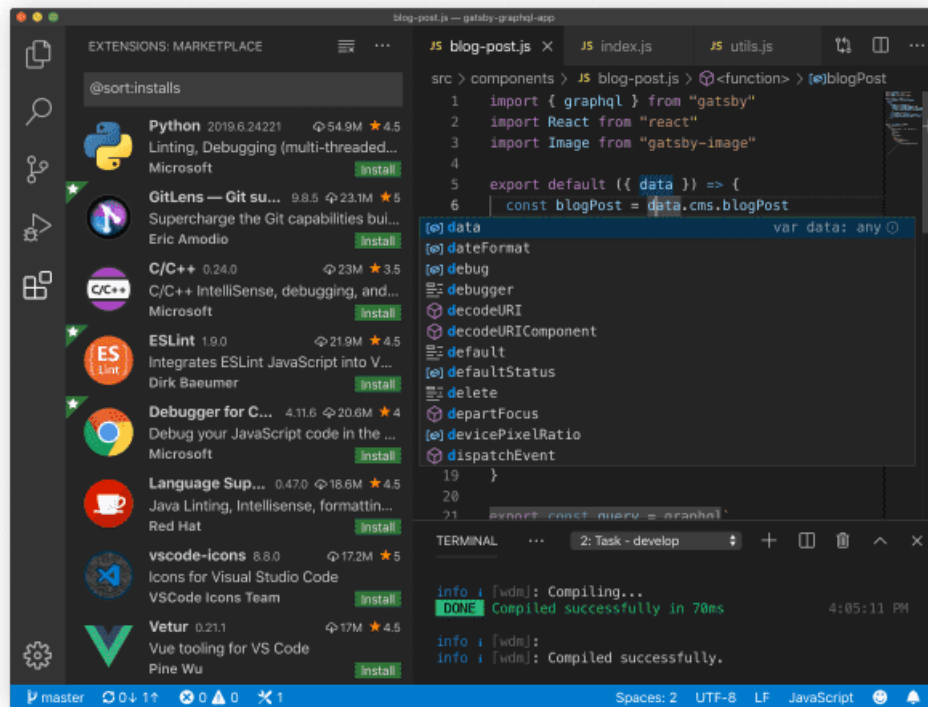 blog-post.js — gatsby-graphql-app
EXTENSIONS: MARKETPLACE
@sort:installs
Python 2019.6.24221 54.9M 4.5
Linting, Debugging (multi-threaded...
Microsoft Install
GitLens — Git su... 9.8.5 23.1M 5
Supercharge the Git capabilities bui...
Eric Amodio Install
C/C++
C/C++ 0.24.0 23M 3.5
C/C++ IntelliSense, debugging, and...
Microsoft Install
ES
Lint
ESLint 1.9.0 21.9M 4.5
Integrates ESLint JavaScript into V...
Dirk Baeumer Install
Debugger for C... 4.11.6 20.6M 4
Debug your JavaScript code in the ...
Microsoft Install
Language Sup... 0.47.0 18.6M 4.5
Java Linting, Intellisense, formattin...
Red Hat Install
vscode-icons 8.8.0 17.2M 5
Icons for Visual Studio Code
VSCode Icons Team Install
Vetur 0.21.1 17M 4.5
Vue tooling for VS Code
Pine Wu Install
JS blog-post.js JS index.js JS utils.js
src > components > JS blog-post.js > <function> > blogPost
1 import { graphql } from "gatsby"
2 import React from "react"
3 import Image from "gatsby-image"
4
5 export default ({ data }) => {
6 const blogPost = data.cms.blogPost
data var data: any
dateFormat
debug
debugger
decodeURI
decodeURIComponent
default
defaultStatus
delete
departFocus
devicePixelRatio
dispatchEvent
19 }
20
21 export const query = graphql`
TERMINAL ... 2: Task - develop
info i [wdm]: Compiling...
DONE Compiled successfully in 70ms 4:05:11 PM
info i [wdm]:
info i [wdm]: Compiled successfully.
master 0↓ 1↑ 0 0 1 Spaces: 2 UTF-8 LF JavaScript